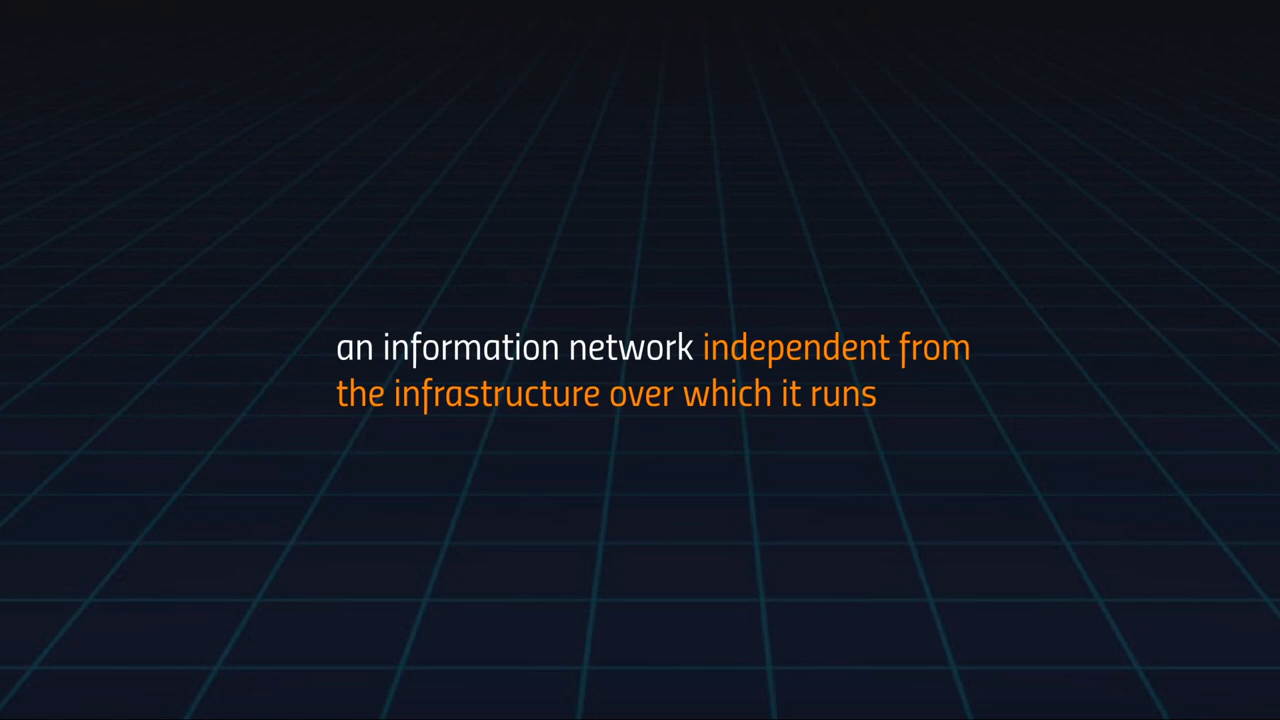 an information network independent from
the infrastructure over which it runs